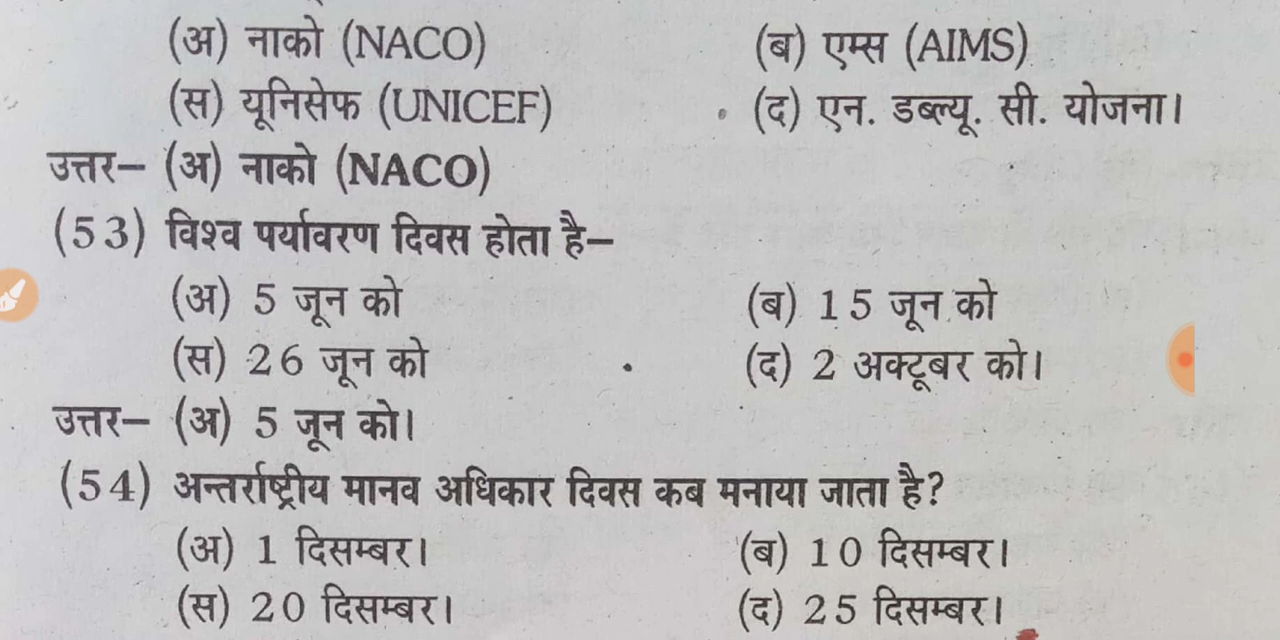 (अ) नाको (NACO) (ब) एम्स (AIMS)
(स) यूनिसेफ (UNICEF) (द) एन. डब्ल्यू. सी. योजना।
उत्तर– (अ) नाको (NACO)
(53) विश्व पर्यावरण दिवस होता है–
(अ) 5 जून को (ब) 15 जून को
(स) 26 जून को (द) 2 अक्टूबर को।
उत्तर– (अ) 5 जून को।
(54) अन्तर्राष्ट्रीय मानव अधिकार दिवस कब मनाया जाता है?
(अ) 1 दिसम्बर। (ब) 10 दिसम्बर।
(स) 20 दिसम्बर। (द) 25 दिसम्बर।